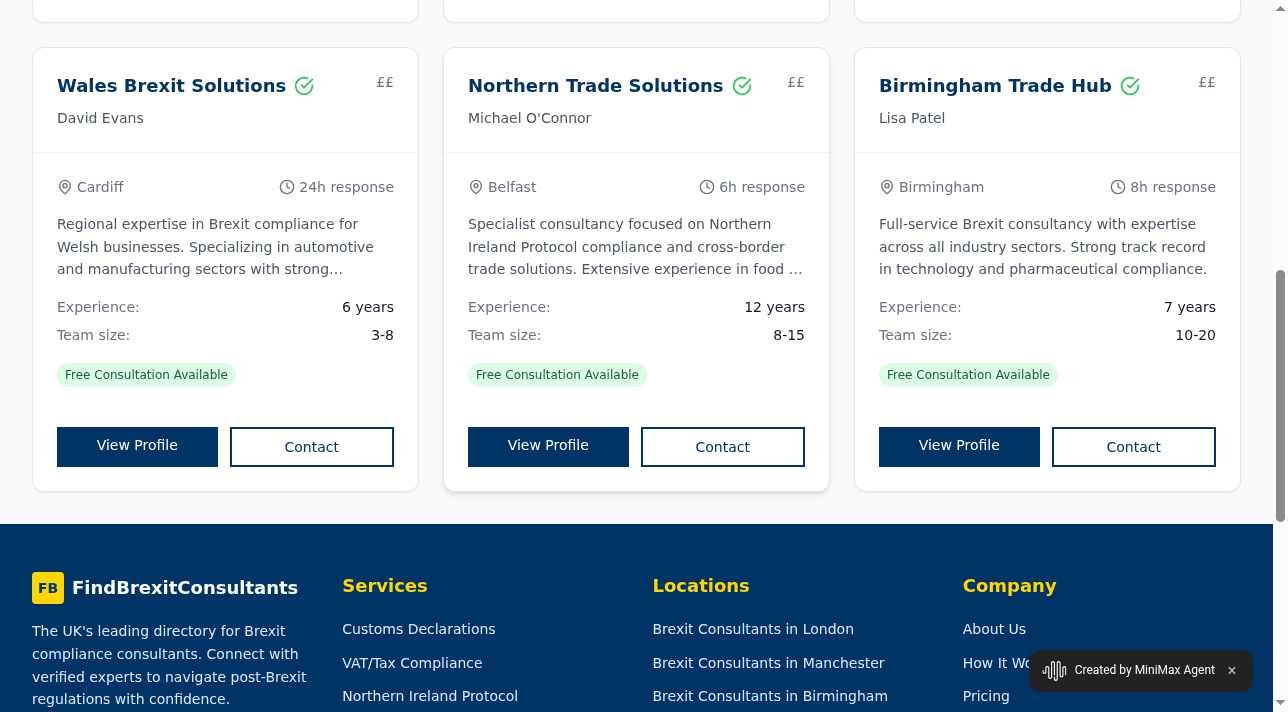 Wales Brexit Solutions
££
David Evans
Cardiff
24h response
Regional expertise in Brexit compliance for
Welsh businesses. Specializing in automotive
and manufacturing sectors with strong…
Experience:
6 years
Team size:
3-8
Free Consultation Available
View Profile
Contact
Northern Trade Solutions
££
Michael O'Connor
Belfast
6h response
Specialist consultancy focused on Northern
Ireland Protocol compliance and cross-border
trade solutions. Extensive experience in food …
Experience:
12 years
Team size:
8-15
Free Consultation Available
View Profile
Contact
Birmingham Trade Hub
££
Lisa Patel
Birmingham
8h response
Full-service Brexit consultancy with expertise
across all industry sectors. Strong track record
in technology and pharmaceutical compliance.
Experience:
7 years
Team size:
10-20
Free Consultation Available
View Profile
Contact
FB
FindBrexitConsultants
The UK's leading directory for Brexit
compliance consultants. Connect with
verified experts to navigate post-Brexit
regulations with confidence.
Services
Customs Declarations
VAT/Tax Compliance
Northern Ireland Protocol
Locations
Brexit Consultants in London
Brexit Consultants in Manchester
Brexit Consultants in Birmingham
Company
About Us
How It
Pricing
Created by MiniMax Agent
×